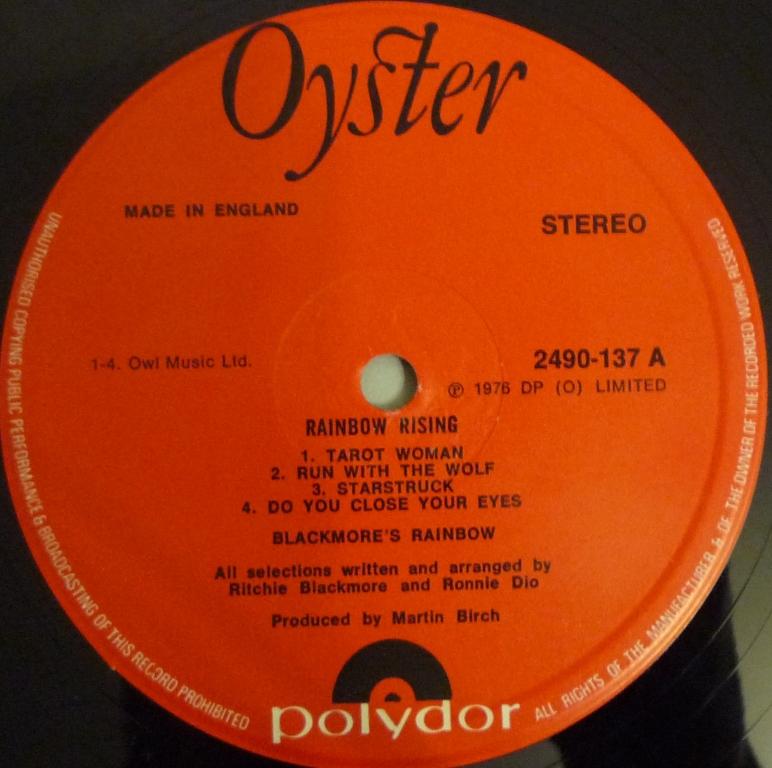 Oyster
MADE IN ENGLAND
STEREO
1-4. Owl Music Ltd.
2490-137 A
℗ 1976 DP (O) LIMITED
RAINBOW RISING
1. TAROT WOMAN
2. RUN WITH THE WOLF
3. STARSTRUCK
4. DO YOU CLOSE YOUR EYES
BLACKMORE'S RAINBOW
All selections written and arranged by
Ritchie Blackmore and Ronnie Dio
Produced by Martin Birch
polydor
UNAUTHORISED COPYING PUBLIC PERFORMANCE & BROADCASTING OF THIS RECORD PROHIBITED
ALL RIGHTS OF THE MANUFACTURER & OF THE OWNER OF THE RECORDED WORK RESERVED